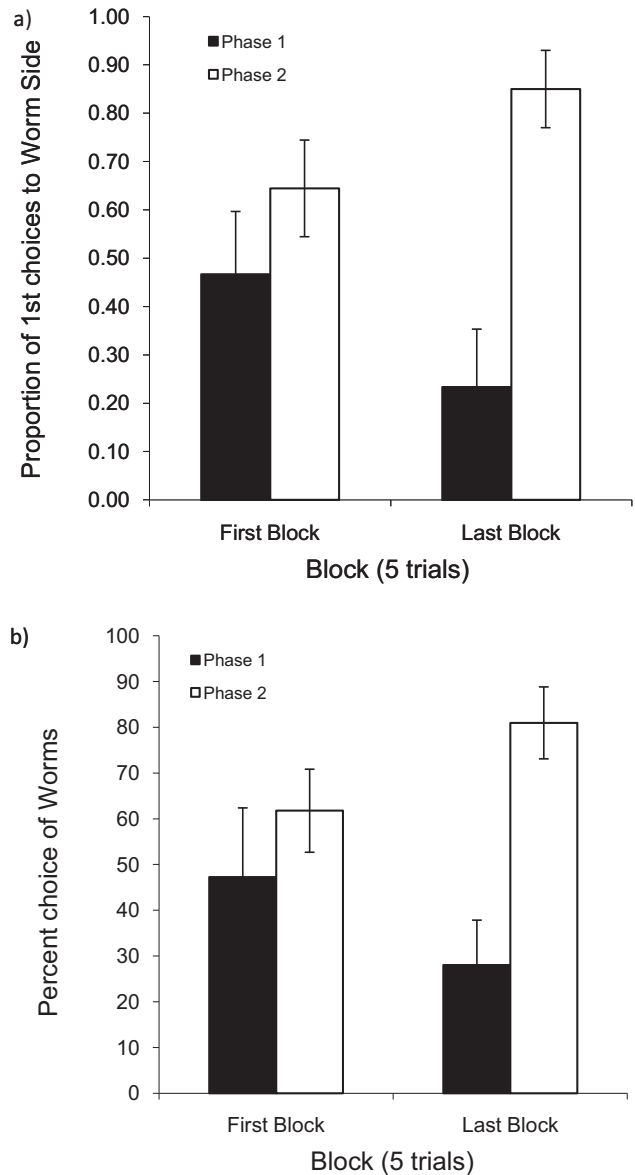 a)
Proportion of 1st choices to Worm Side
1.00
0.90
0.80
0.70
0.60
0.50
0.40
0.30
0.20
0.10
0.00
Phase 1
Phase 2
First Block
Last Block
Block (5 trials)
b)
Percent choice of Worms
100
90
80
70
60
50
40
30
20
10
0
Phase 1
Phase 2
First Block
Last Block
Block (5 trials)